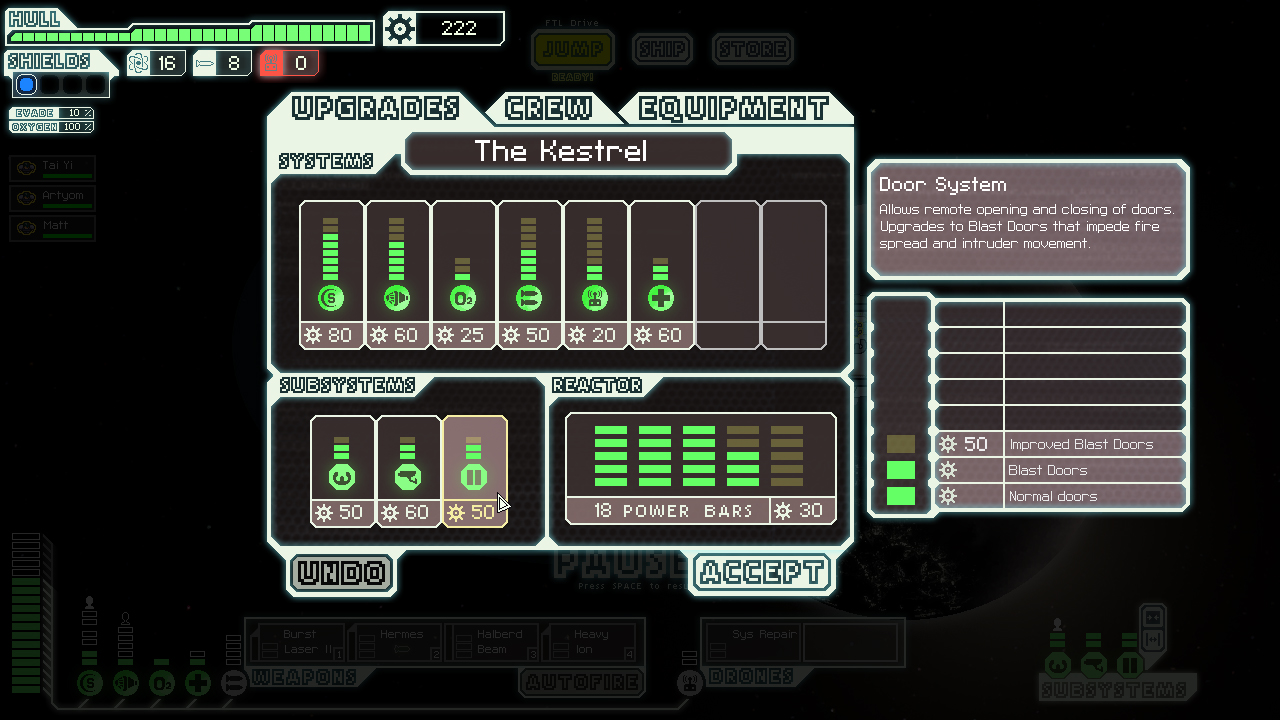 HULL
222
FTL Drive
JUMP
READY!
SHIP
STORE
SHIELDS
16
8
0
EVADE 10 %
OXYGEN 100 %
UPGRADES
CREW
EQUIPMENT
The Kestrel
SYSTEMS
Tai Yi
Artyom
Matt
Door System
Allows remote opening and closing of doors.
Upgrades to Blast Doors that impede fire
spread and intruder movement.
S
O2
80
60
25
50
20
60
SUBSYSTEMS
REACTOR
50
60
50
18 POWER BARS
30
50 Improved Blast Doors
Blast Doors
Normal doors
UNDO
PAUSE
Press SPACE to res
ACCEPT
Burst
Laser II
1
Hermes
2
Halberd
Beam
3
Heavy
Ion
4
Sys Repair
WEAPONS
AUTOFIRE
DRONES
SUBSYSTEMS